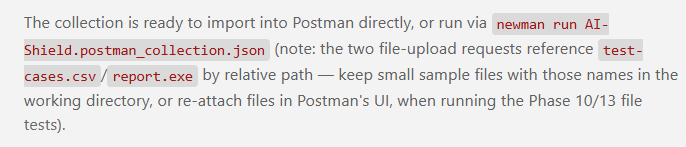 The collection is ready to import into Postman directly, or run via newman run AI-
Shield.postman_collection.json (note: the two file-upload requests reference test-
cases.csv/report.exe by relative path — keep small sample files with those names in the
working directory, or re-attach files in Postman's UI, when running the Phase 10/13 file
tests).